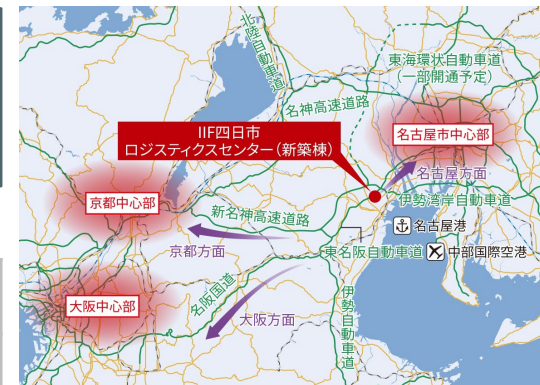 北陸自動車道
東海環状自動車道
（一部開通予定）
名神高速道路
IIF四日市
ロジスティクスセンター（新築棟）
名古屋市中心部
名古屋方面
京都中心部
伊勢湾岸自動車道
新名神高速道路
名古屋港
京都方面
東名阪自動車道
中部国際空港
名阪国道
大阪中心部
大阪方面
伊勢自動車道